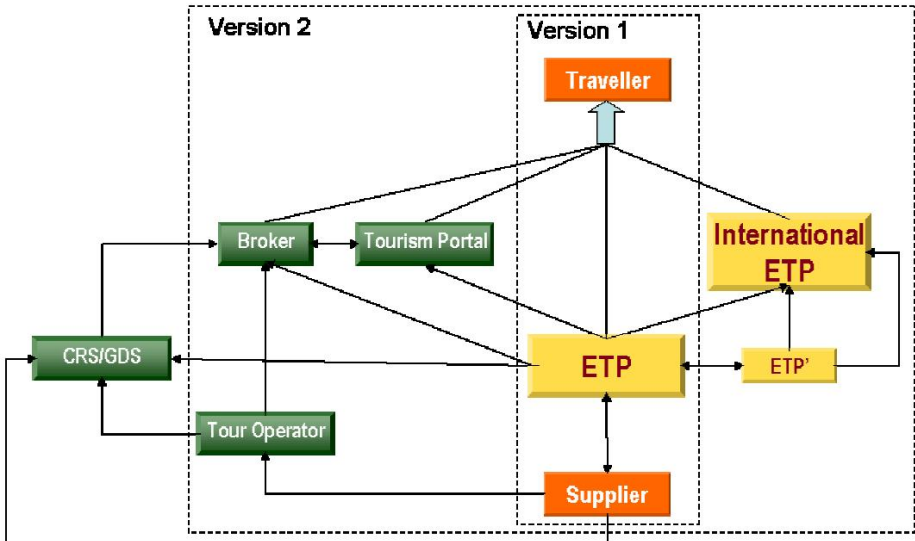 Version 2
Version 1
Traveller
Broker
Tourism Portal
International
ETP
CRS/GDS
ETP
ETP'
Tour Operator
Supplier